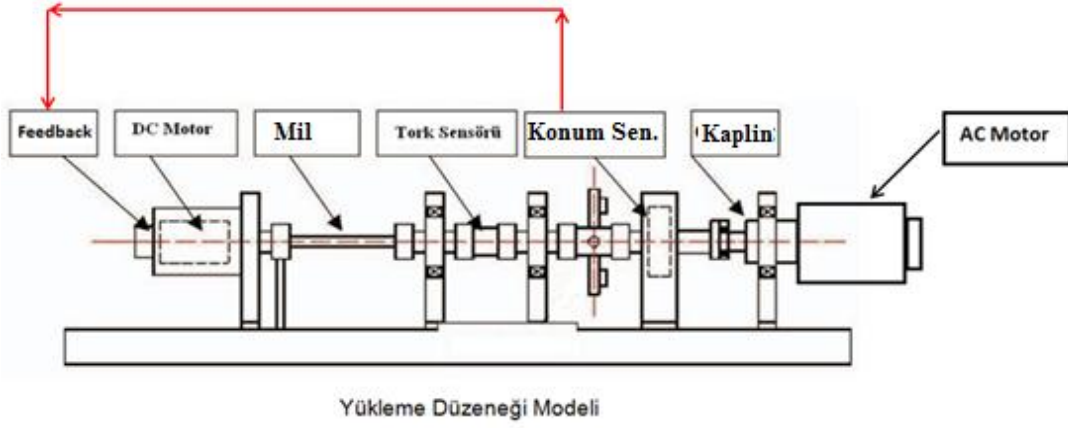 Feedback
DC Motor
Mil
Tork Sensörü
Konum Sen.
Kaplin
AC Motor
Yükleme Düzeneği Modeli